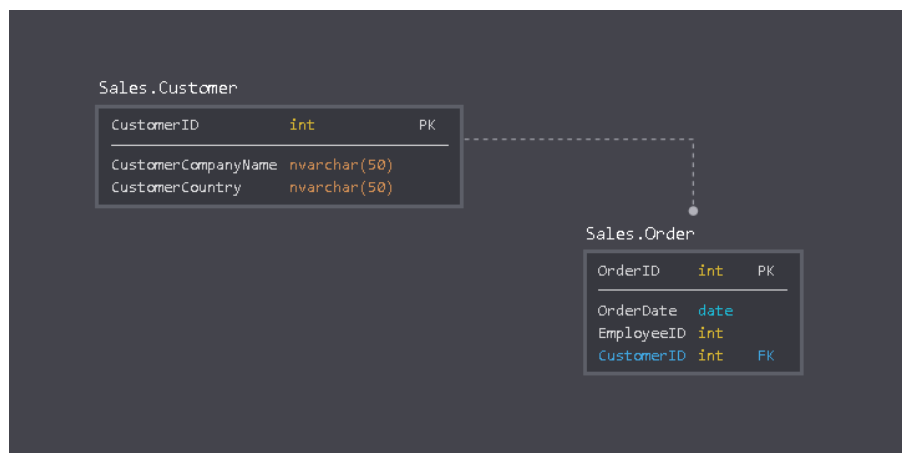 Sales.Customer
CustomerID int PK
CustomerCompanyName nvarchar(50)
CustomerCountry nvarchar(50)
Sales.Order
OrderID int PK
OrderDate date
EmployeeID int
CustomerID int FK